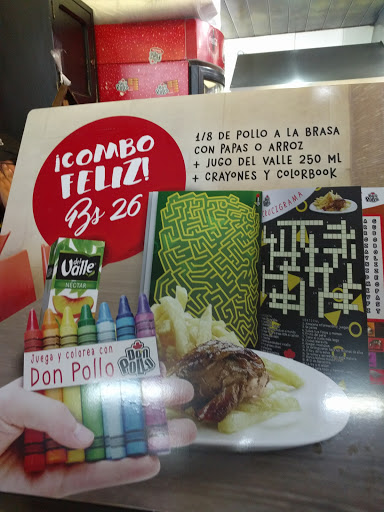 ¡COMBO
FELIZ!
Bs 26
1/8 DE POLLO A LA BRASA
CON PAPAS O ARROZ
+ JUGO DEL VALLE 250 ml
+ CRAYONES Y COLORBOOK
del
Valle
NÉCTAR
CRUCIGRAMA
Juega y colorea con
Don Pollo
Don
Pollo